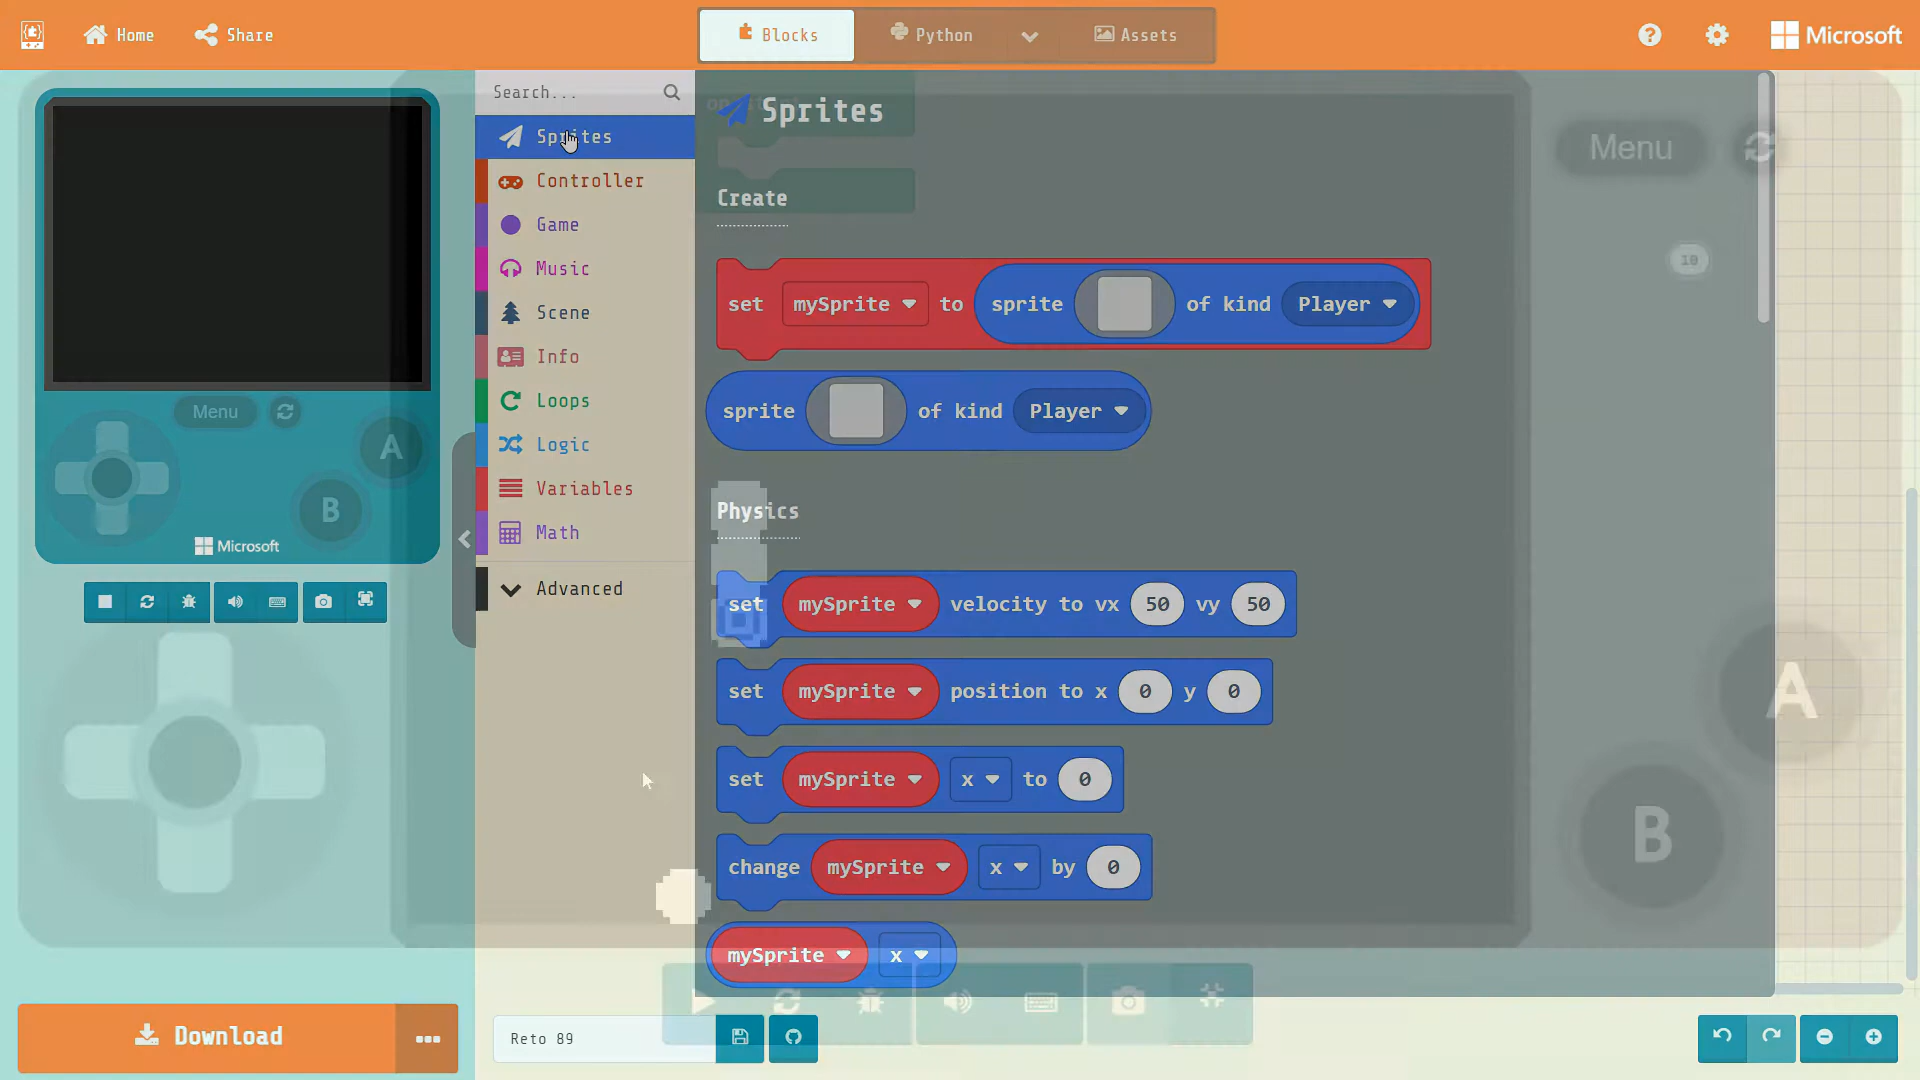 Home
Share
Blocks
Python
Assets
Microsoft
Search...
Sprites
Controller
Game
Music
Scene
Info
Loops
Logic
Variables
Math
Advanced
Sprites
Create
set mySprite to sprite of kind Player
sprite of kind Player
Physics
set mySprite velocity to vx 50 vy 50
set mySprite position to x 0 y 0
set mySprite x to 0
change mySprite x by 0
mySprite x
Menu
A
B
Microsoft
Menu
10
A
B
Download
Reto 89